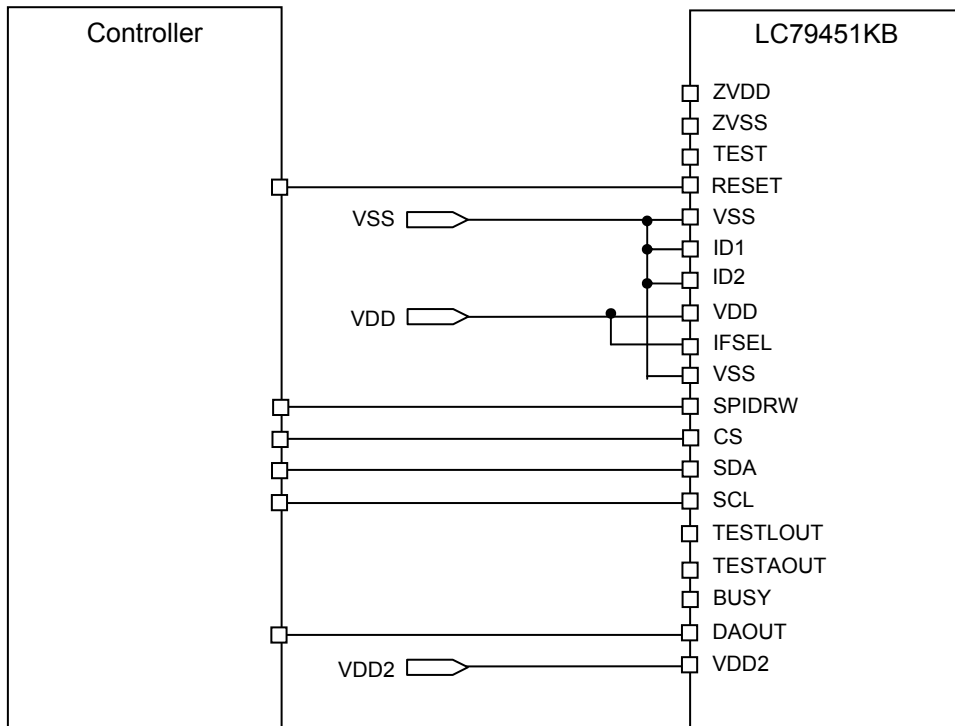 Controller
LC79451KB
ZVDD
ZVSS
TEST
RESET
VSS
VSS
ID1
ID2
VDD
VDD
IFSEL
VSS
SPIDRW
CS
SDA
SCL
TESTLOUT
TESTAOUT
BUSY
DAOUT
VDD2
VDD2